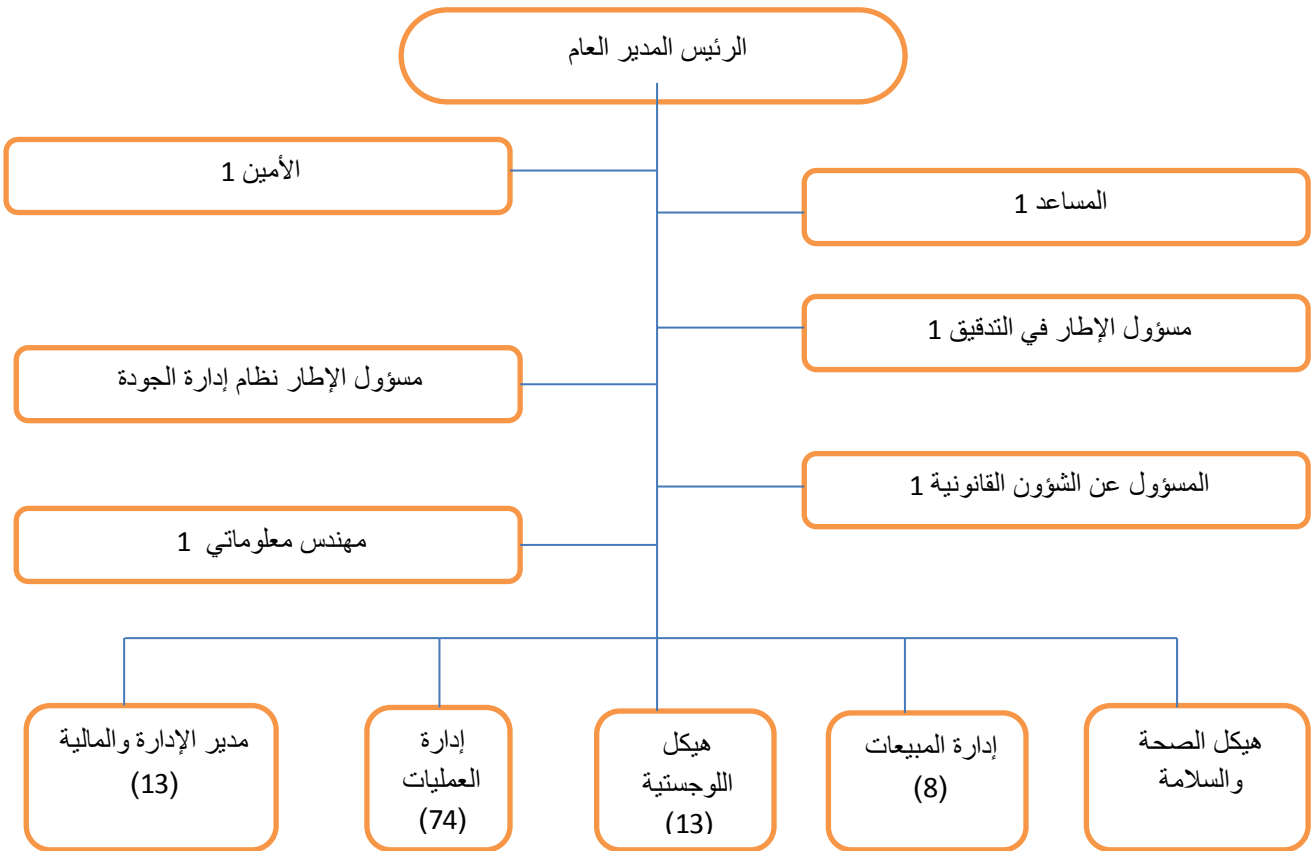 الرئيس المدير العام
الأمين 1
المساعد 1
مسؤول الإطار في التدقيق 1
مسؤول الإطار نظام إدارة الجودة
المسؤول عن الشؤون القانونية 1
مهندس معلوماتي 1
هيكل الصحة
والسلامة
إدارة المبيعات
(8)
هيكل
اللوجستية
(13)
إدارة
العمليات
(74)
مدير الإدارة والمالية
(13)